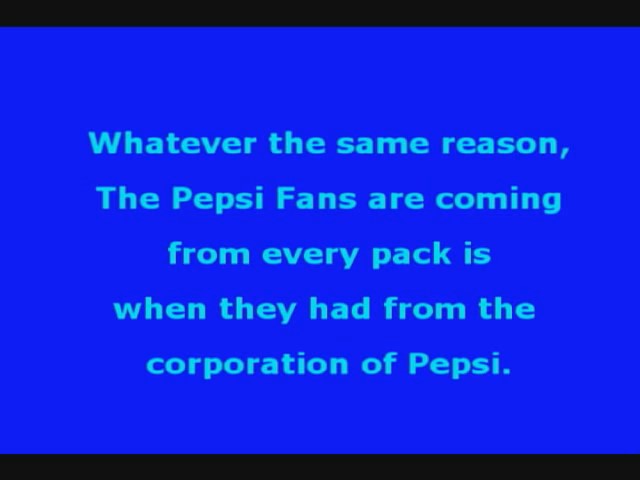 Whatever the same reason,
The Pepsi Fans are coming
from every pack is
when they had from the
corporation of Pepsi.